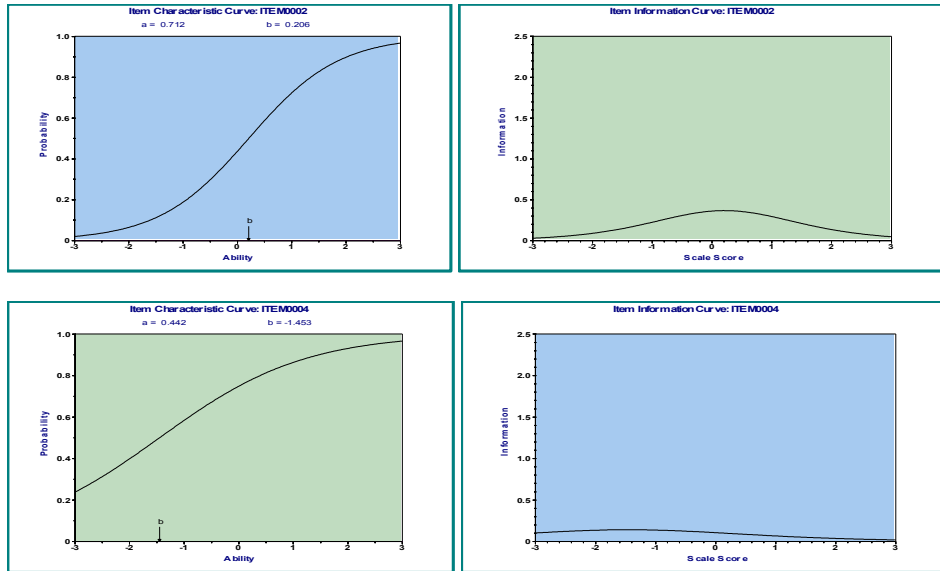 Item Characteristic Curve: ITEM0002
a = 0.712 b = 0.206
1.0
0.8
0.6
0.4
0.2
0
Probability
b
-3 -2 -1 0 1 2 3
Ability
Item Information Curve: ITEM0002
2.5
2.0
1.5
1.0
0.5
0
Information
-3 -2 -1 0 1 2 3
Scale Score
Item Characteristic Curve: ITEM0004
a = 0.442 b = -1.453
1.0
0.8
0.6
0.4
0.2
0
Probability
b
-3 -2 -1 0 1 2 3
Ability
Item Information Curve: ITEM0004
2.5
2.0
1.5
1.0
0.5
0
Information
-3 -2 -1 0 1 2 3
Scale Score